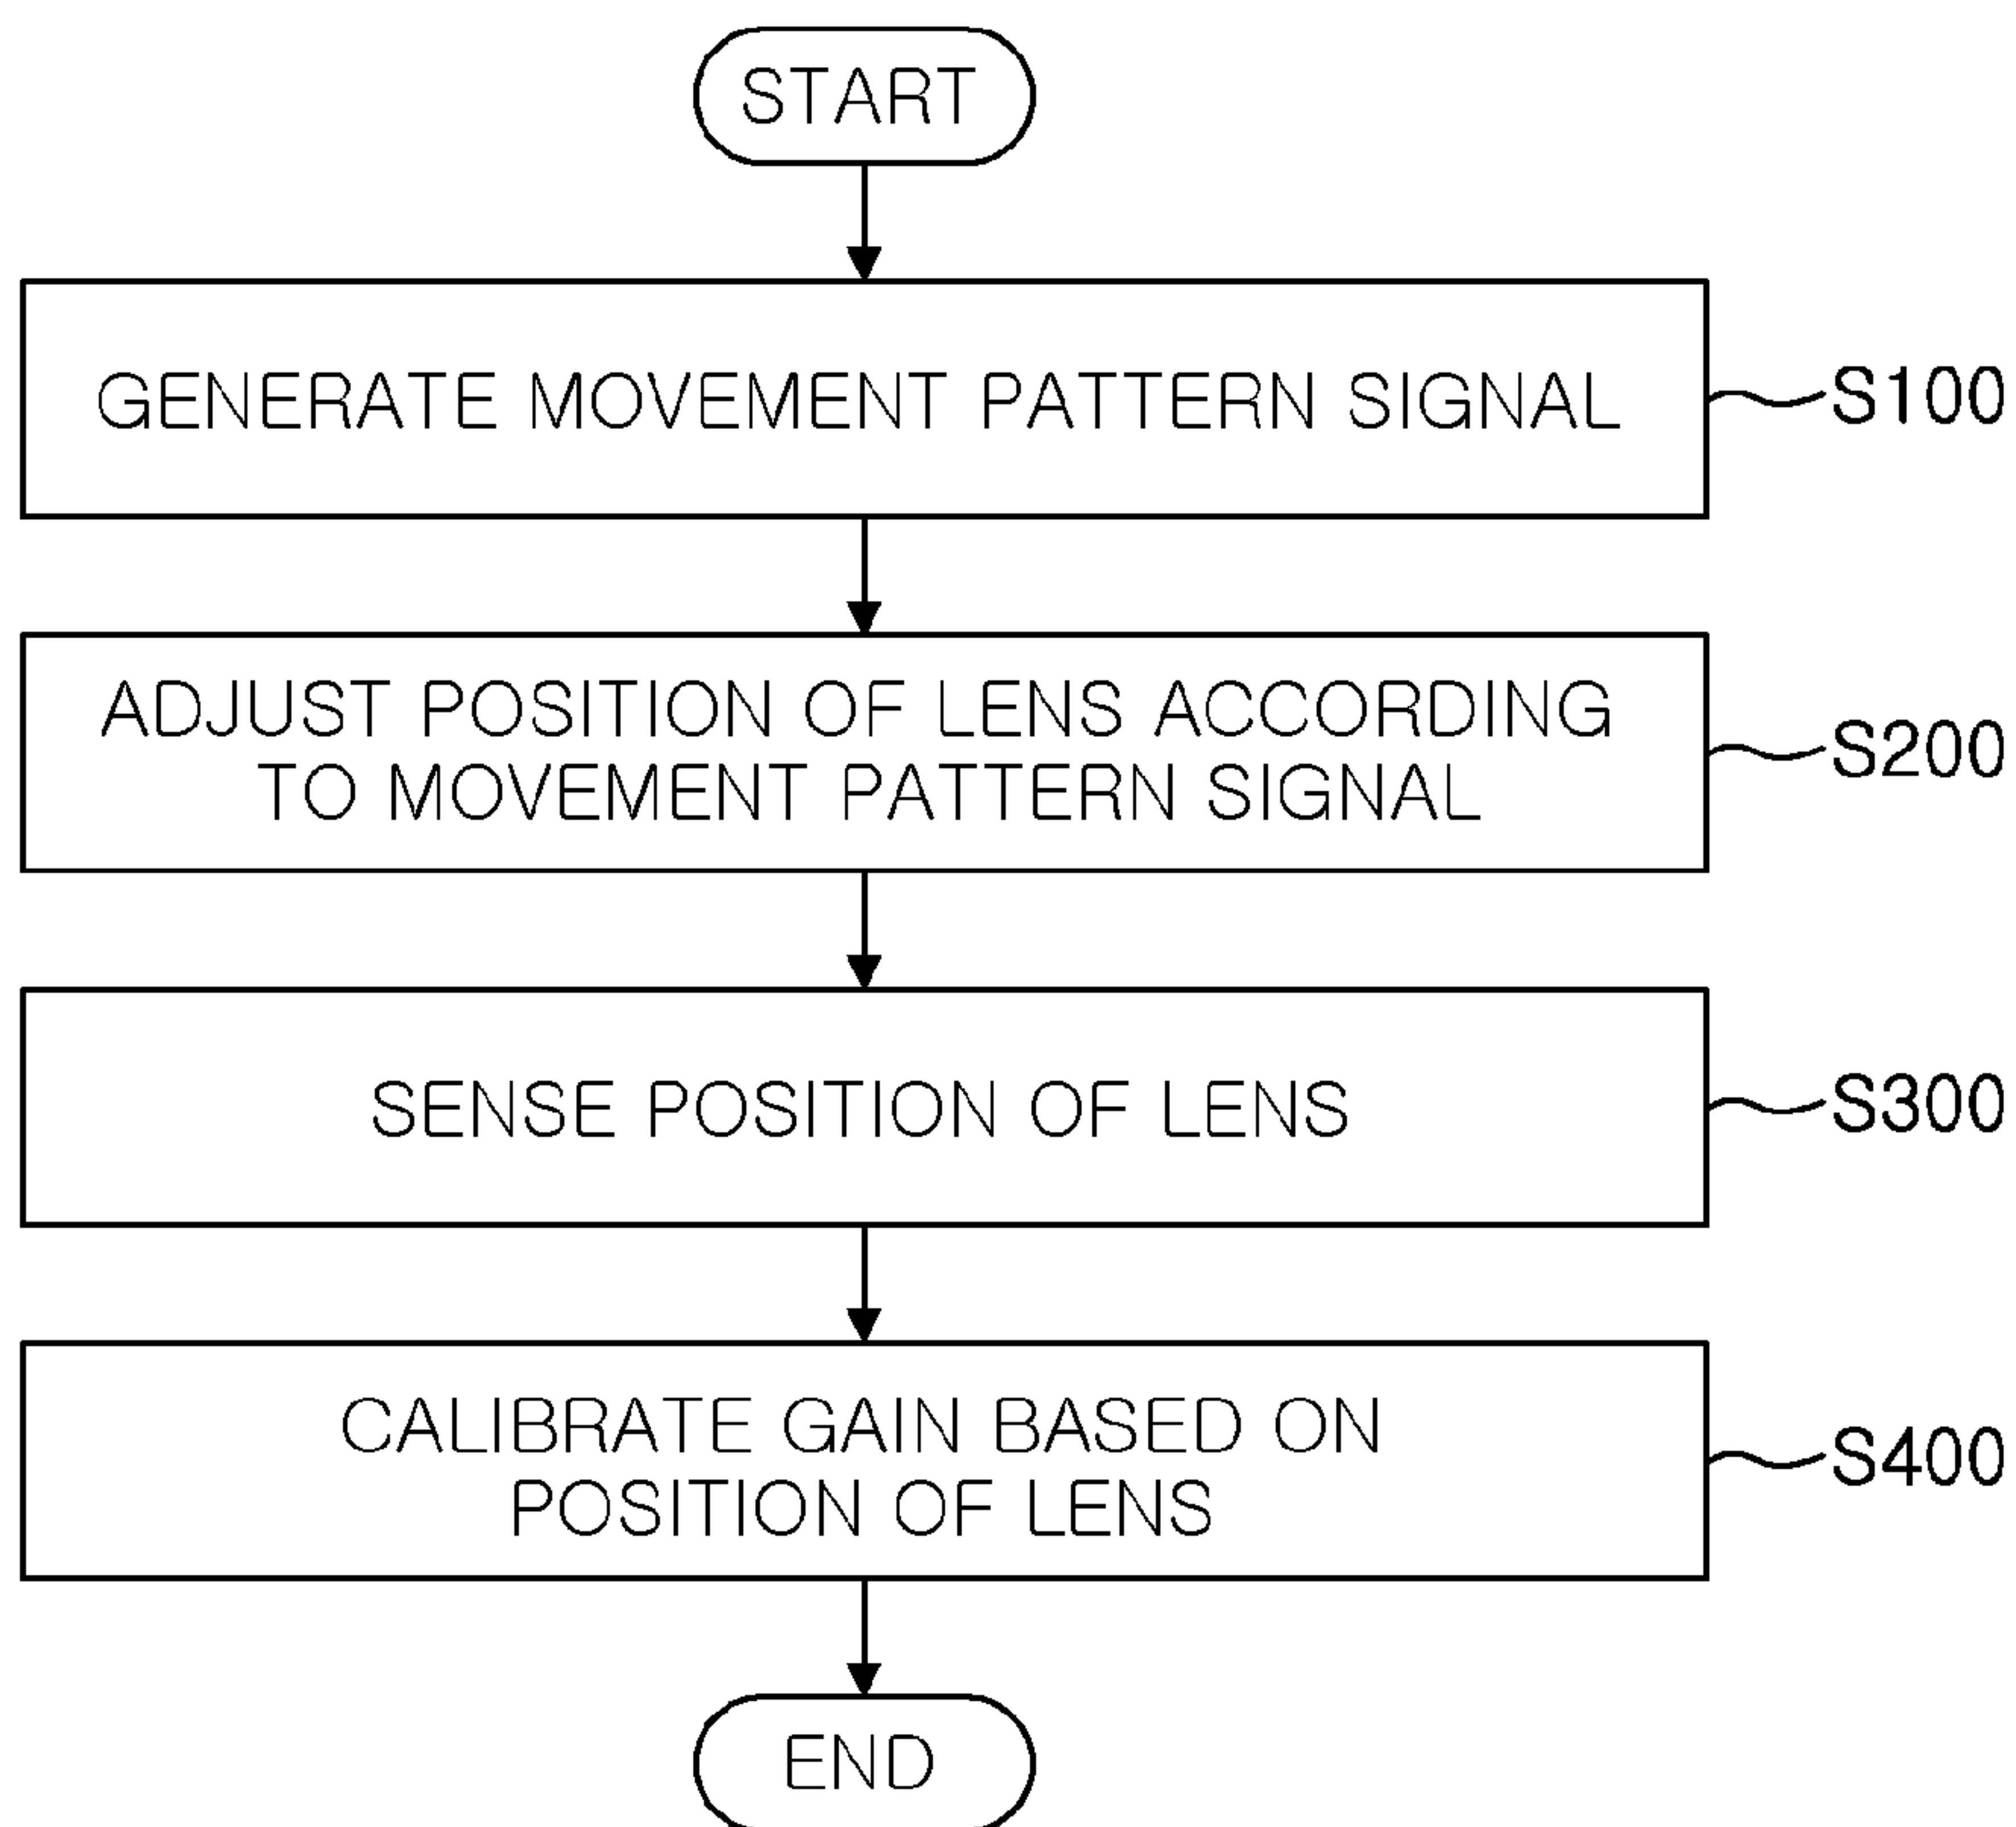 START
GENERATE MOVEMENT PATTERN SIGNAL
S100
ADJUST POSITION OF LENS ACCORDING
TO MOVEMENT PATTERN SIGNAL
S200
SENSE POSITION OF LENS
S300
CALIBRATE GAIN BASED ON
POSITION OF LENS
S400
END